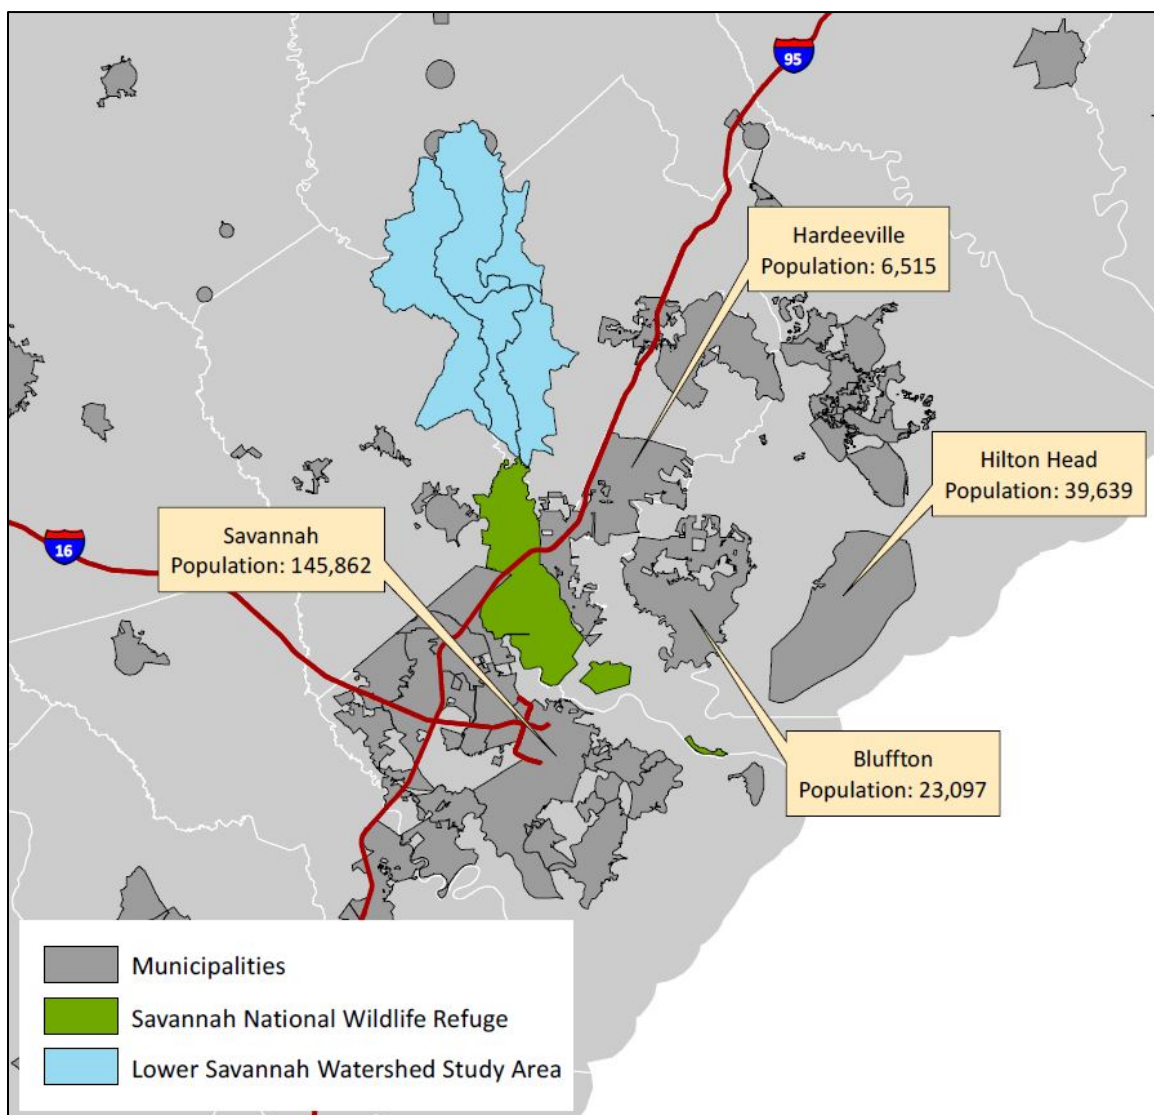 95
Hardeeville
Population: 6,515
Hilton Head
Population: 39,639
Savannah
Population: 145,862
16
Bluffton
Population: 23,097
Municipalities
Savannah National Wildlife Refuge
Lower Savannah Watershed Study Area